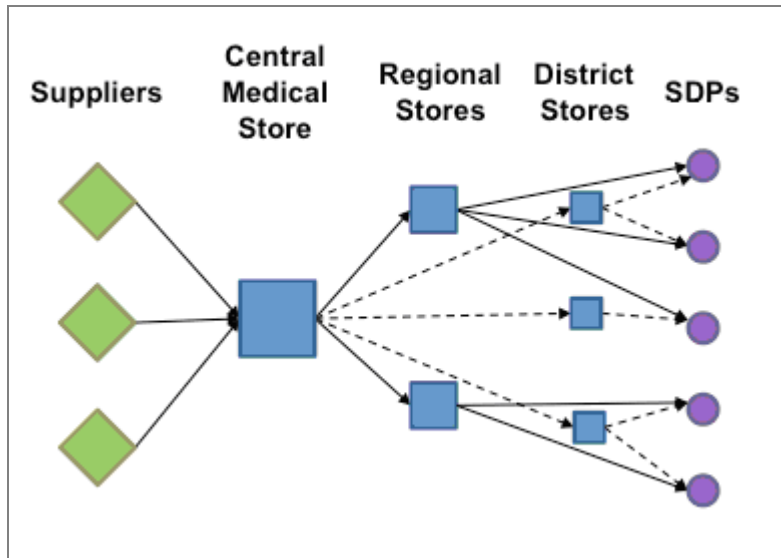 Suppliers
Central
Medical
Store
Regional
Stores
District
Stores
SDPs